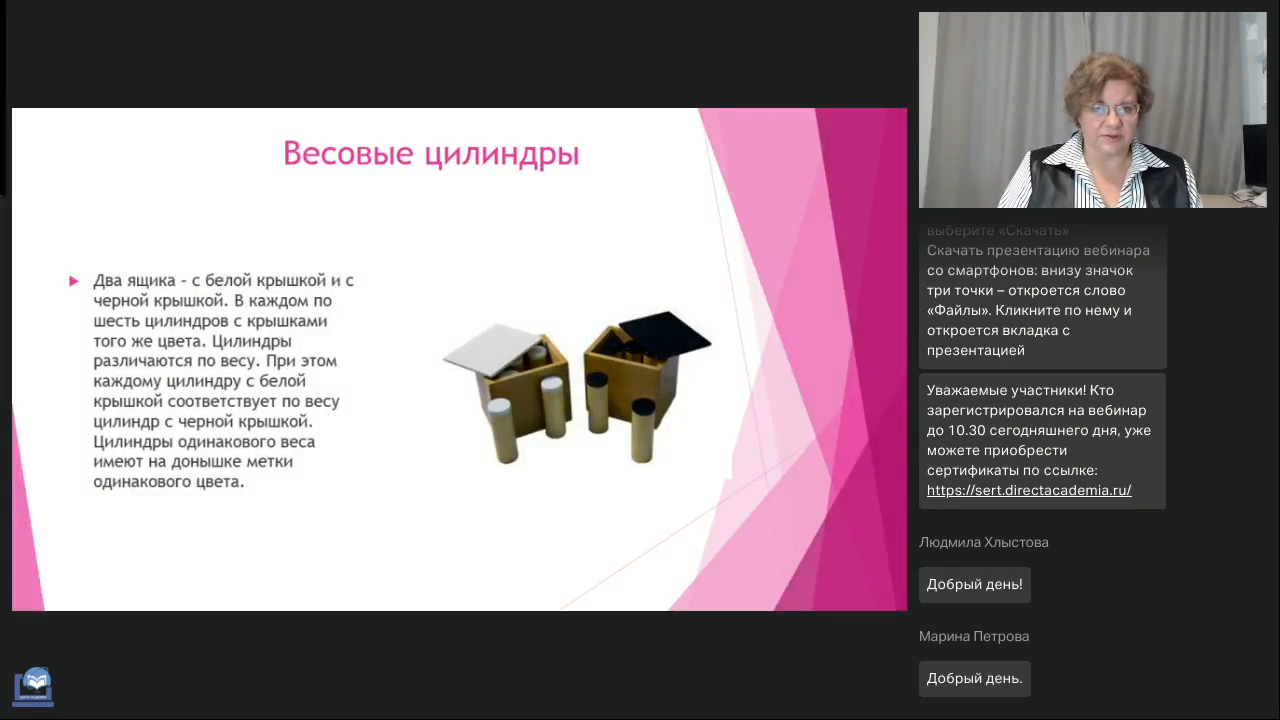 Весовые цилиндры
Два ящика - с белой крышкой и с
черной крышкой. В каждом по
шесть цилиндров с крышками
того же цвета. Цилиндры
различаются по весу. При этом
каждому цилиндру с белой
крышкой соответствует по весу
цилиндр с черной крышкой.
Цилиндры одинакового веса
имеют на донышке метки
одинакового цвета.
выберите «Скачать»
Скачать презентацию вебинара
со смартфонов: внизу значок
три точки – откроется слово
«Файлы». Кликните по нему и
откроется вкладка с
презентацией
Уважаемые участники! Кто
зарегистрировался на вебинар
до 10.30 сегодняшнего дня, уже
можете приобрести
сертификаты по ссылке:
https://sert.directacademia.ru/
Людмила Хлыстова
Добрый день!
Марина Петрова
Добрый день.